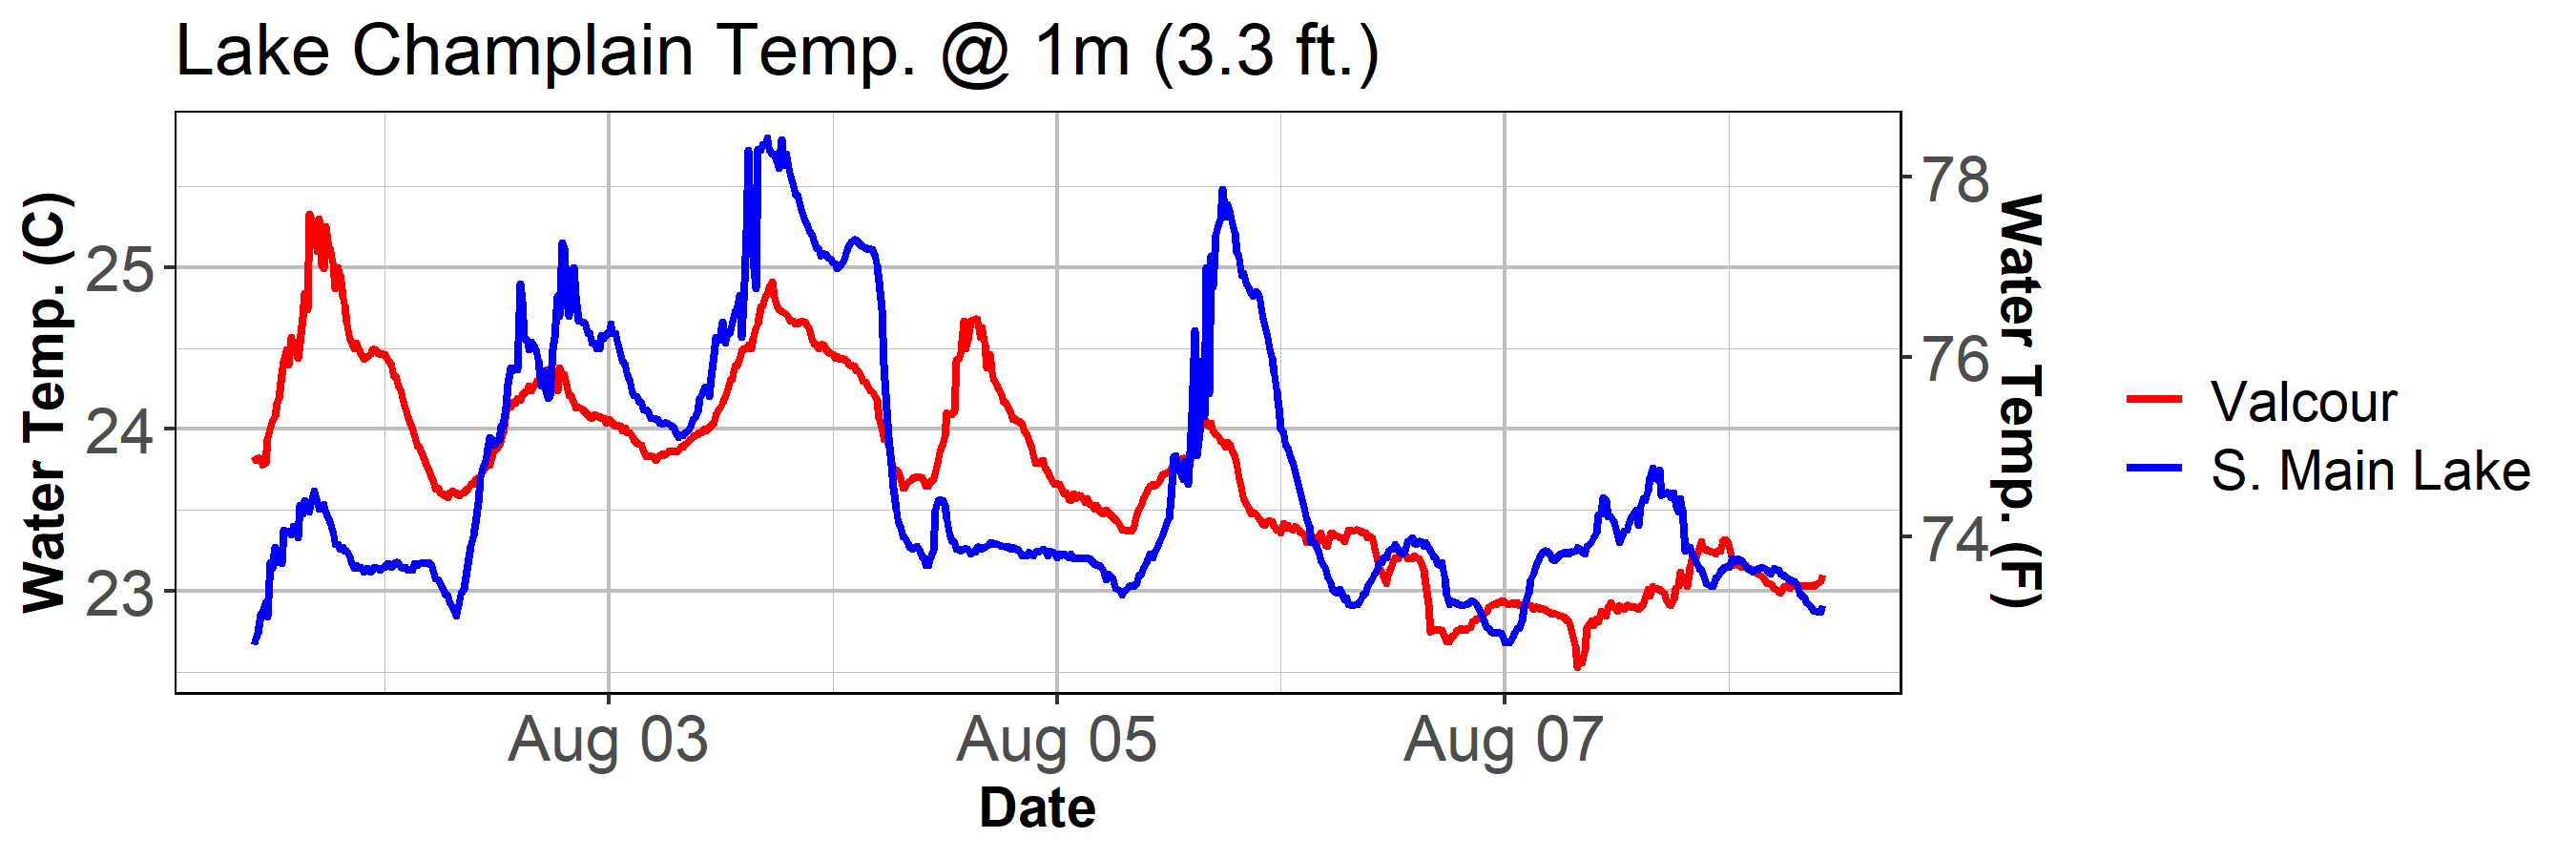 Lake Champlain Temp. @ 1m (3.3 ft.)
Water Temp. (C)
25
24
23
78
76
74
Water Temp. (F)
Aug 03
Aug 05
Aug 07
Date
Valcour
S. Main Lake